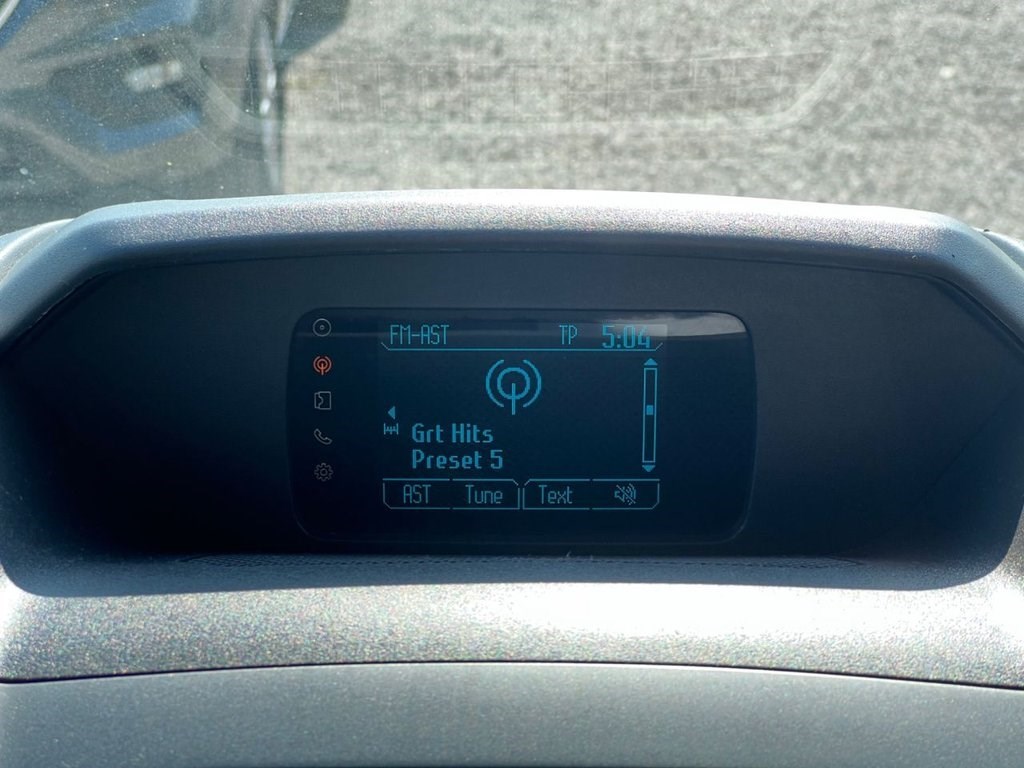 FM-AST TP 5:04
Grt Hits
Preset 5
AST Tune Text